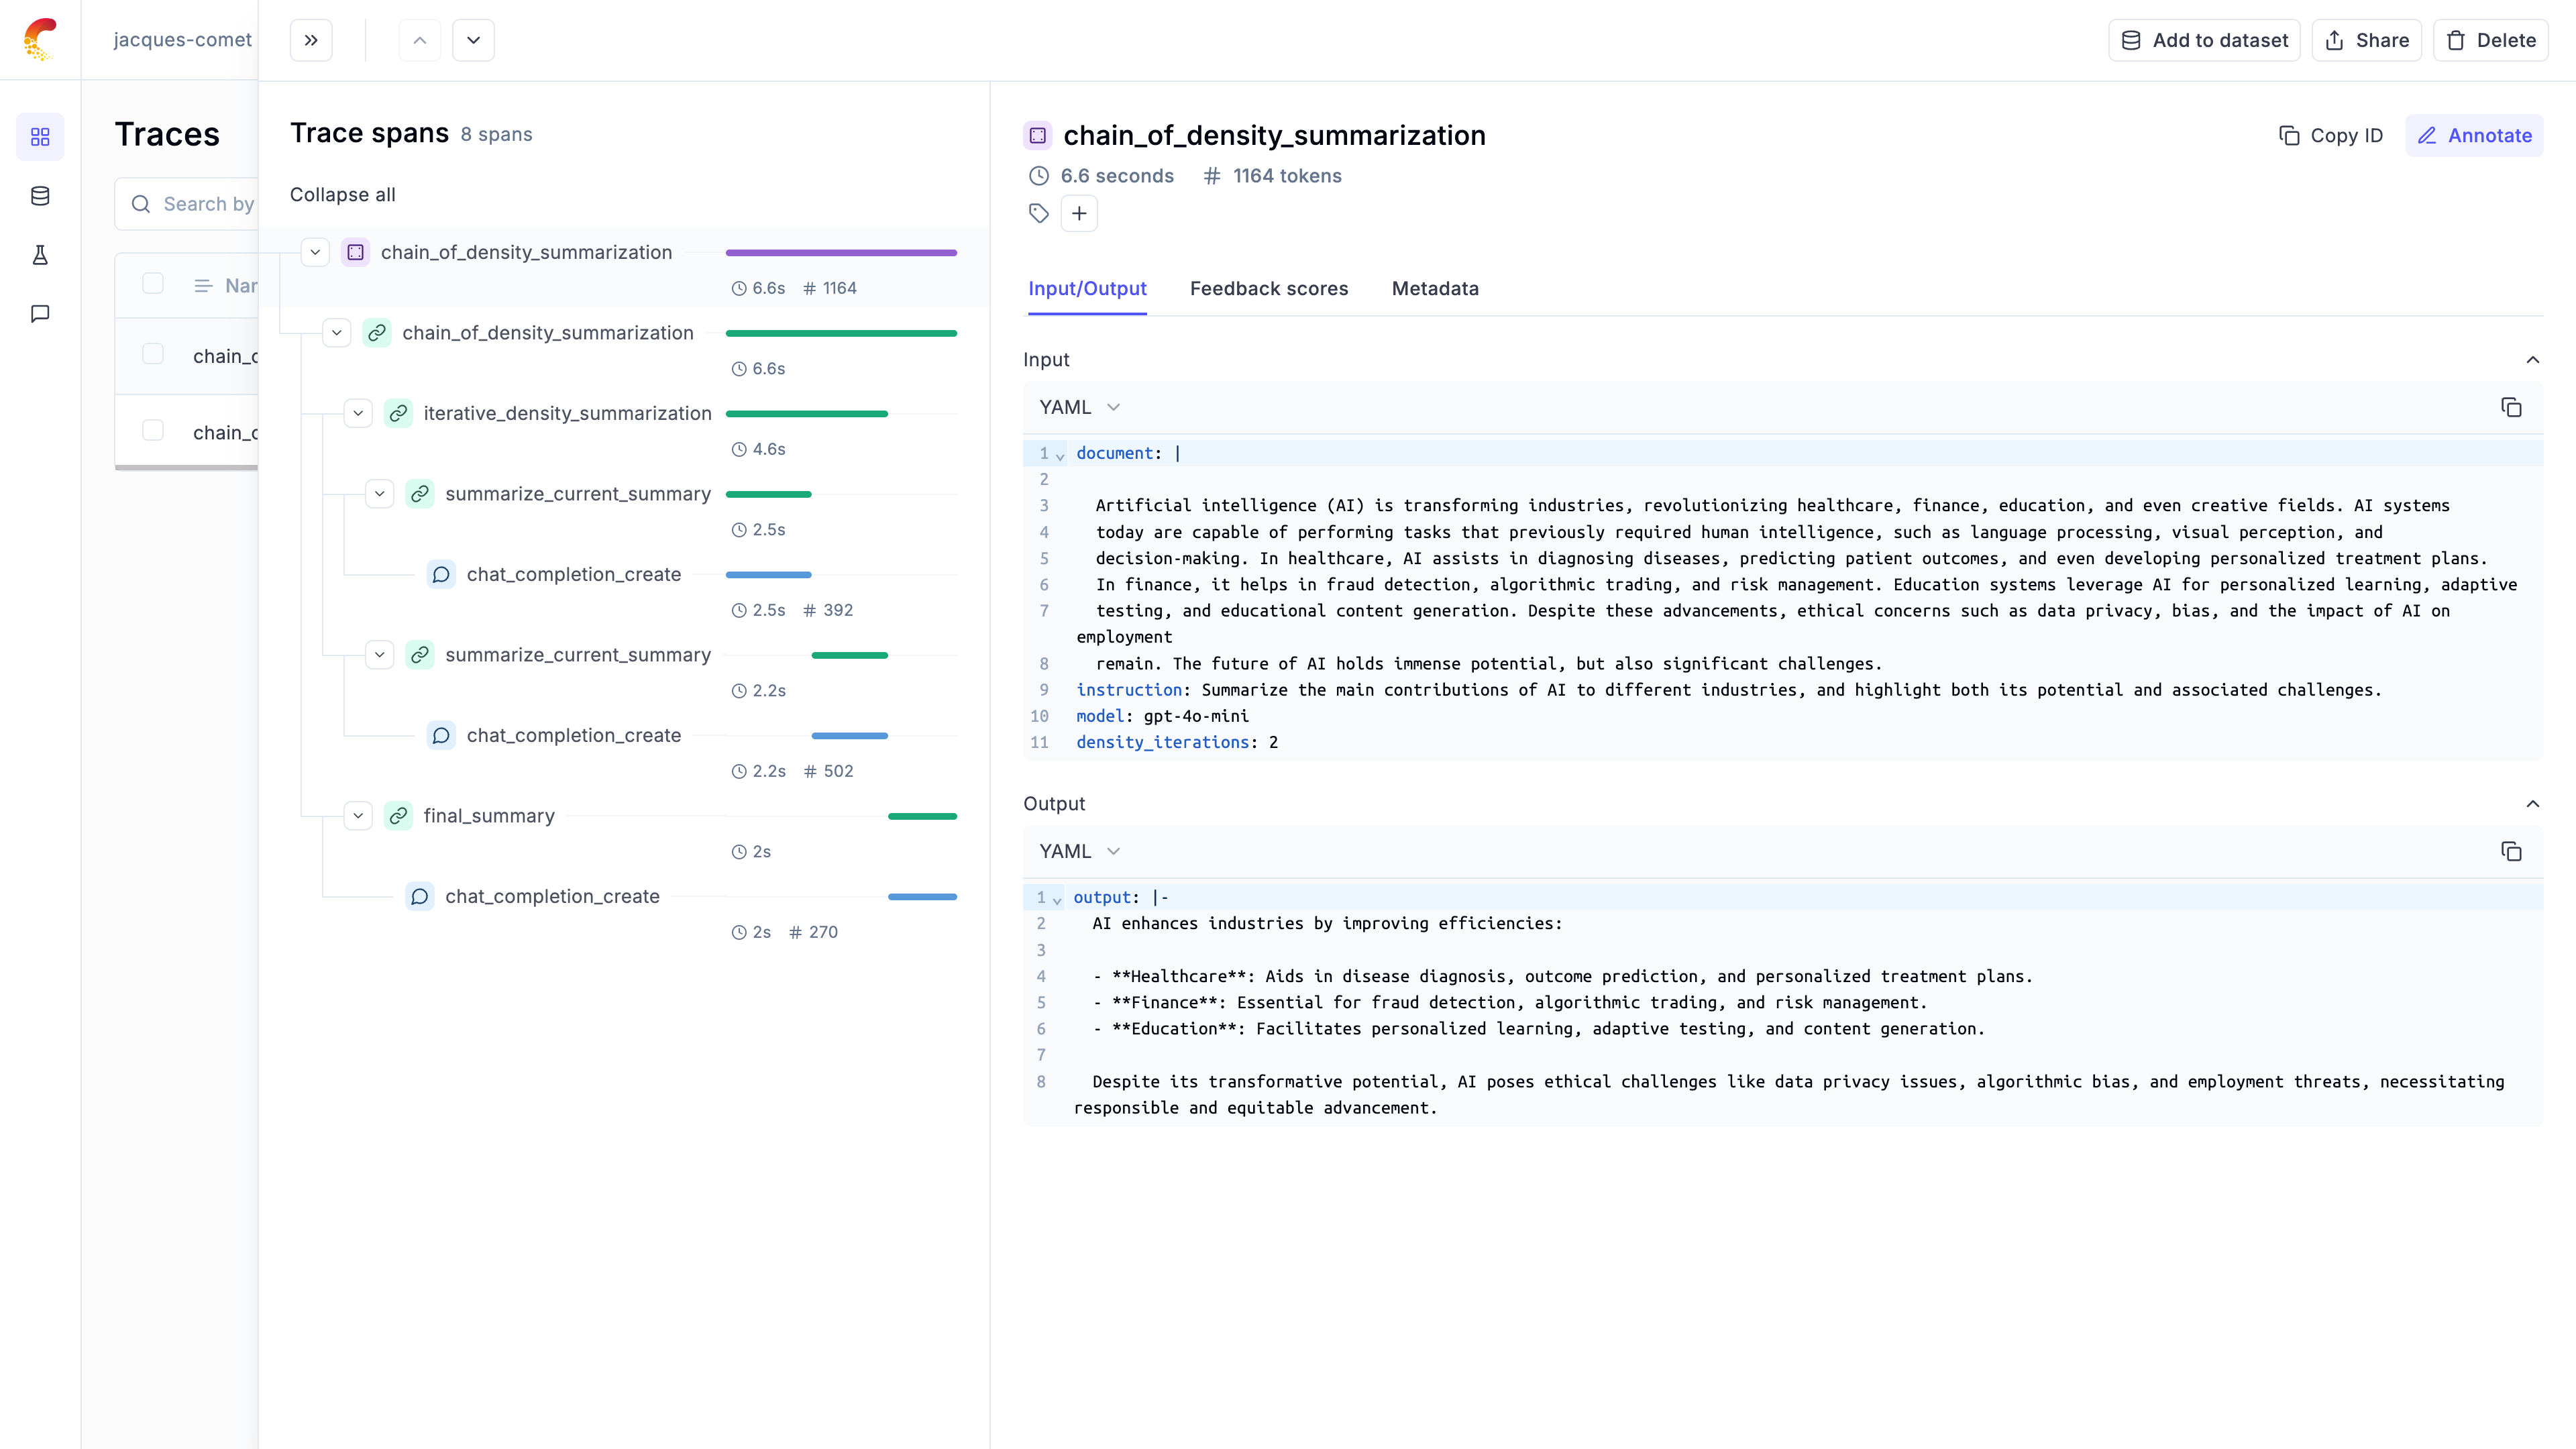 jacques-comet
Add to dataset
Share
Delete
Traces
Search by
Nar
chain_c
chain_c
Trace spans 8 spans
Collapse all
chain_of_density_summarization
6.6s # 1164
chain_of_density_summarization
6.6s
iterative_density_summarization
4.6s
summarize_current_summary
2.5s
chat_completion_create
2.5s # 392
summarize_current_summary
2.2s
chat_completion_create
2.2s # 502
final_summary
2s
chat_completion_create
2s # 270
chain_of_density_summarization
Copy ID
Annotate
6.6 seconds # 1164 tokens
Input/Output Feedback scores Metadata
Input
YAML
1 document: |
2
3 Artificial intelligence (AI) is transforming industries, revolutionizing healthcare, finance, education, and even creative fields. AI systems
4 today are capable of performing tasks that previously required human intelligence, such as language processing, visual perception, and
5 decision-making. In healthcare, AI assists in diagnosing diseases, predicting patient outcomes, and even developing personalized treatment plans.
6 In finance, it helps in fraud detection, algorithmic trading, and risk management. Education systems leverage AI for personalized learning, adaptive
7 testing, and educational content generation. Despite these advancements, ethical concerns such as data privacy, bias, and the impact of AI on
employment
8 remain. The future of AI holds immense potential, but also significant challenges.
9 instruction: Summarize the main contributions of AI to different industries, and highlight both its potential and associated challenges.
10 model: gpt-4o-mini
11 density_iterations: 2
Output
YAML
1 output: |-
2 AI enhances industries by improving efficiencies:
3
4 - **Healthcare**: Aids in disease diagnosis, outcome prediction, and personalized treatment plans.
5 - **Finance**: Essential for fraud detection, algorithmic trading, and risk management.
6 - **Education**: Facilitates personalized learning, adaptive testing, and content generation.
7
8 Despite its transformative potential, AI poses ethical challenges like data privacy issues, algorithmic bias, and employment threats, necessitating
responsible and equitable advancement.